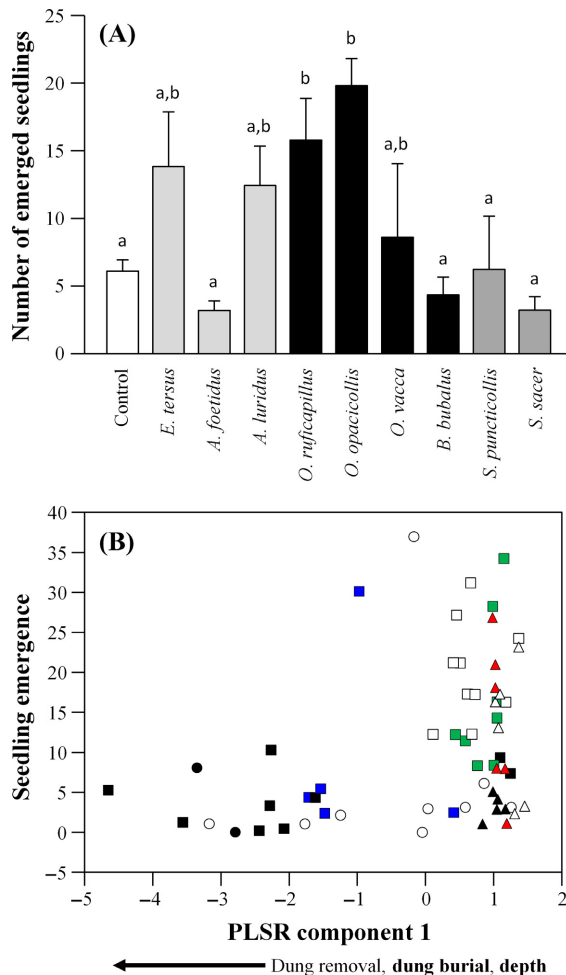 (A)
Number of emerged seedlings
25
20
15
10
5
0
a
a,b
a
a,b
b
b
a,b
a
a
a
Control
E. tersus
A. foetidus
A. luridus
O. ruficapillus
O. opacicollis
O. vacca
B. bubalus
S. puncticollis
S. sacer
(B)
Seedling emergence
40
35
30
25
20
15
10
5
0
−5
−5 −4 −3 −2 −1 0 1 2
PLSR component 1
Dung removal, dung burial, depth